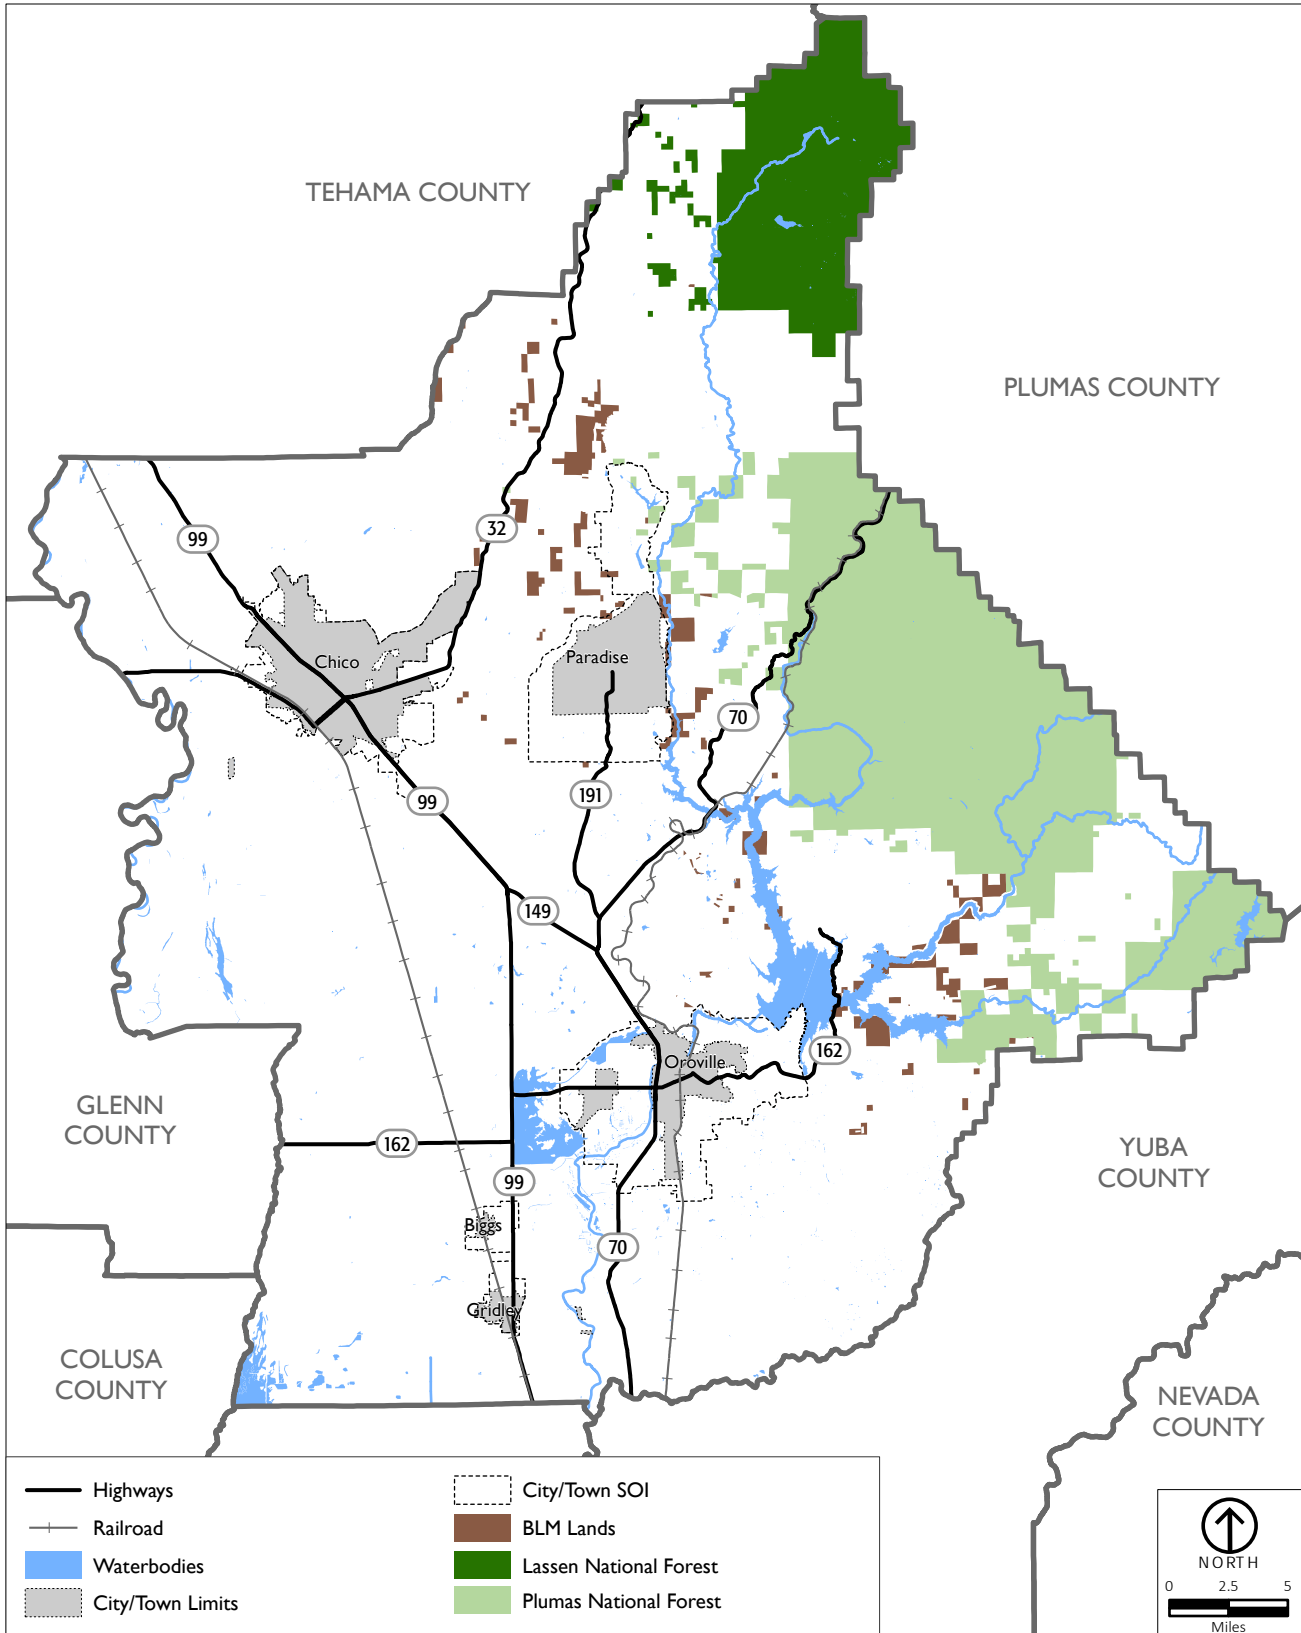 TEHAMA COUNTY
PLUMAS COUNTY
99
32
Chico
Paradise
70
191
99
149
Oroville
162
GLENN
COUNTY
162
YUBA
COUNTY
99
Biggs
70
Gridley
COLUSA
COUNTY
NEVADA
COUNTY
Highways
Railroad
Waterbodies
City/Town Limits
City/Town SOI
BLM Lands
Lassen National Forest
Plumas National Forest
NORTH
0 2.5 5
Miles